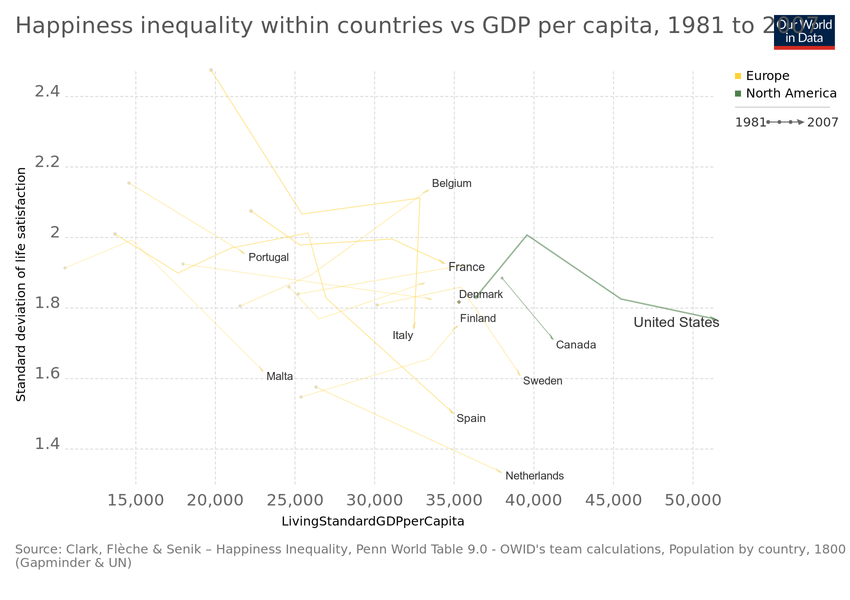 Happiness inequality within countries vs GDP per capita, 1981 to 2007
Our World
in Data
Europe
North America
1981
2007
Standard deviation of life satisfaction
2.4
2.2
2
1.8
1.6
1.4
Belgium
Portugal
France
Denmark
Finland
Italy
United States
Canada
Malta
Sweden
Spain
Netherlands
15,000
20,000
25,000
30,000
35,000
40,000
45,000
50,000
LivingStandardGDPperCapita
Source: Clark, Flèche & Senik – Happiness Inequality, Penn World Table 9.0 - OWID's team calculations, Population by country, 1800
(Gapminder & UN)